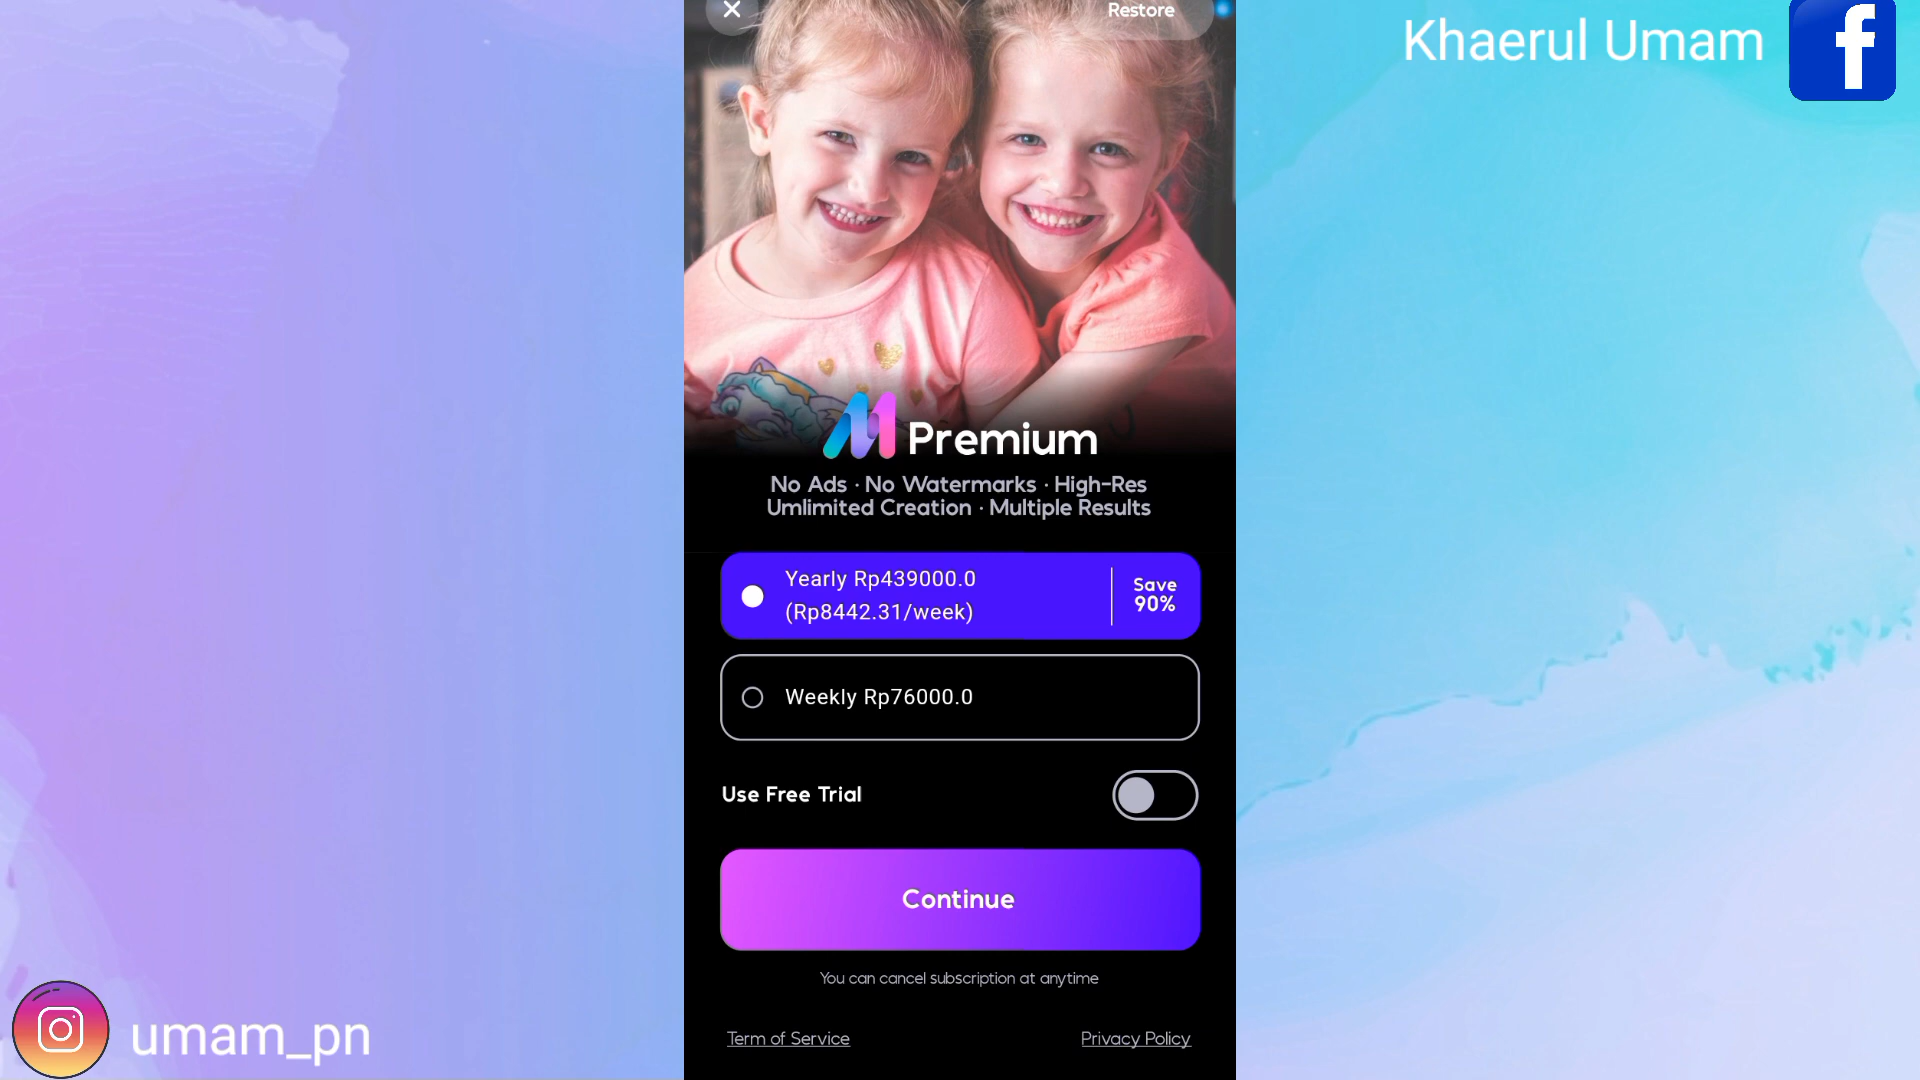 Restore
Khaerul Umam
Premium
No Ads · No Watermarks · High-Res
Umlimited Creation · Multiple Results
Yearly Rp439000.0
(Rp8442.31/week)
Save
90%
Weekly Rp76000.0
Use Free Trial
Continue
You can cancel subscription at anytime
Term of Service
Privacy Policy
umam_pn